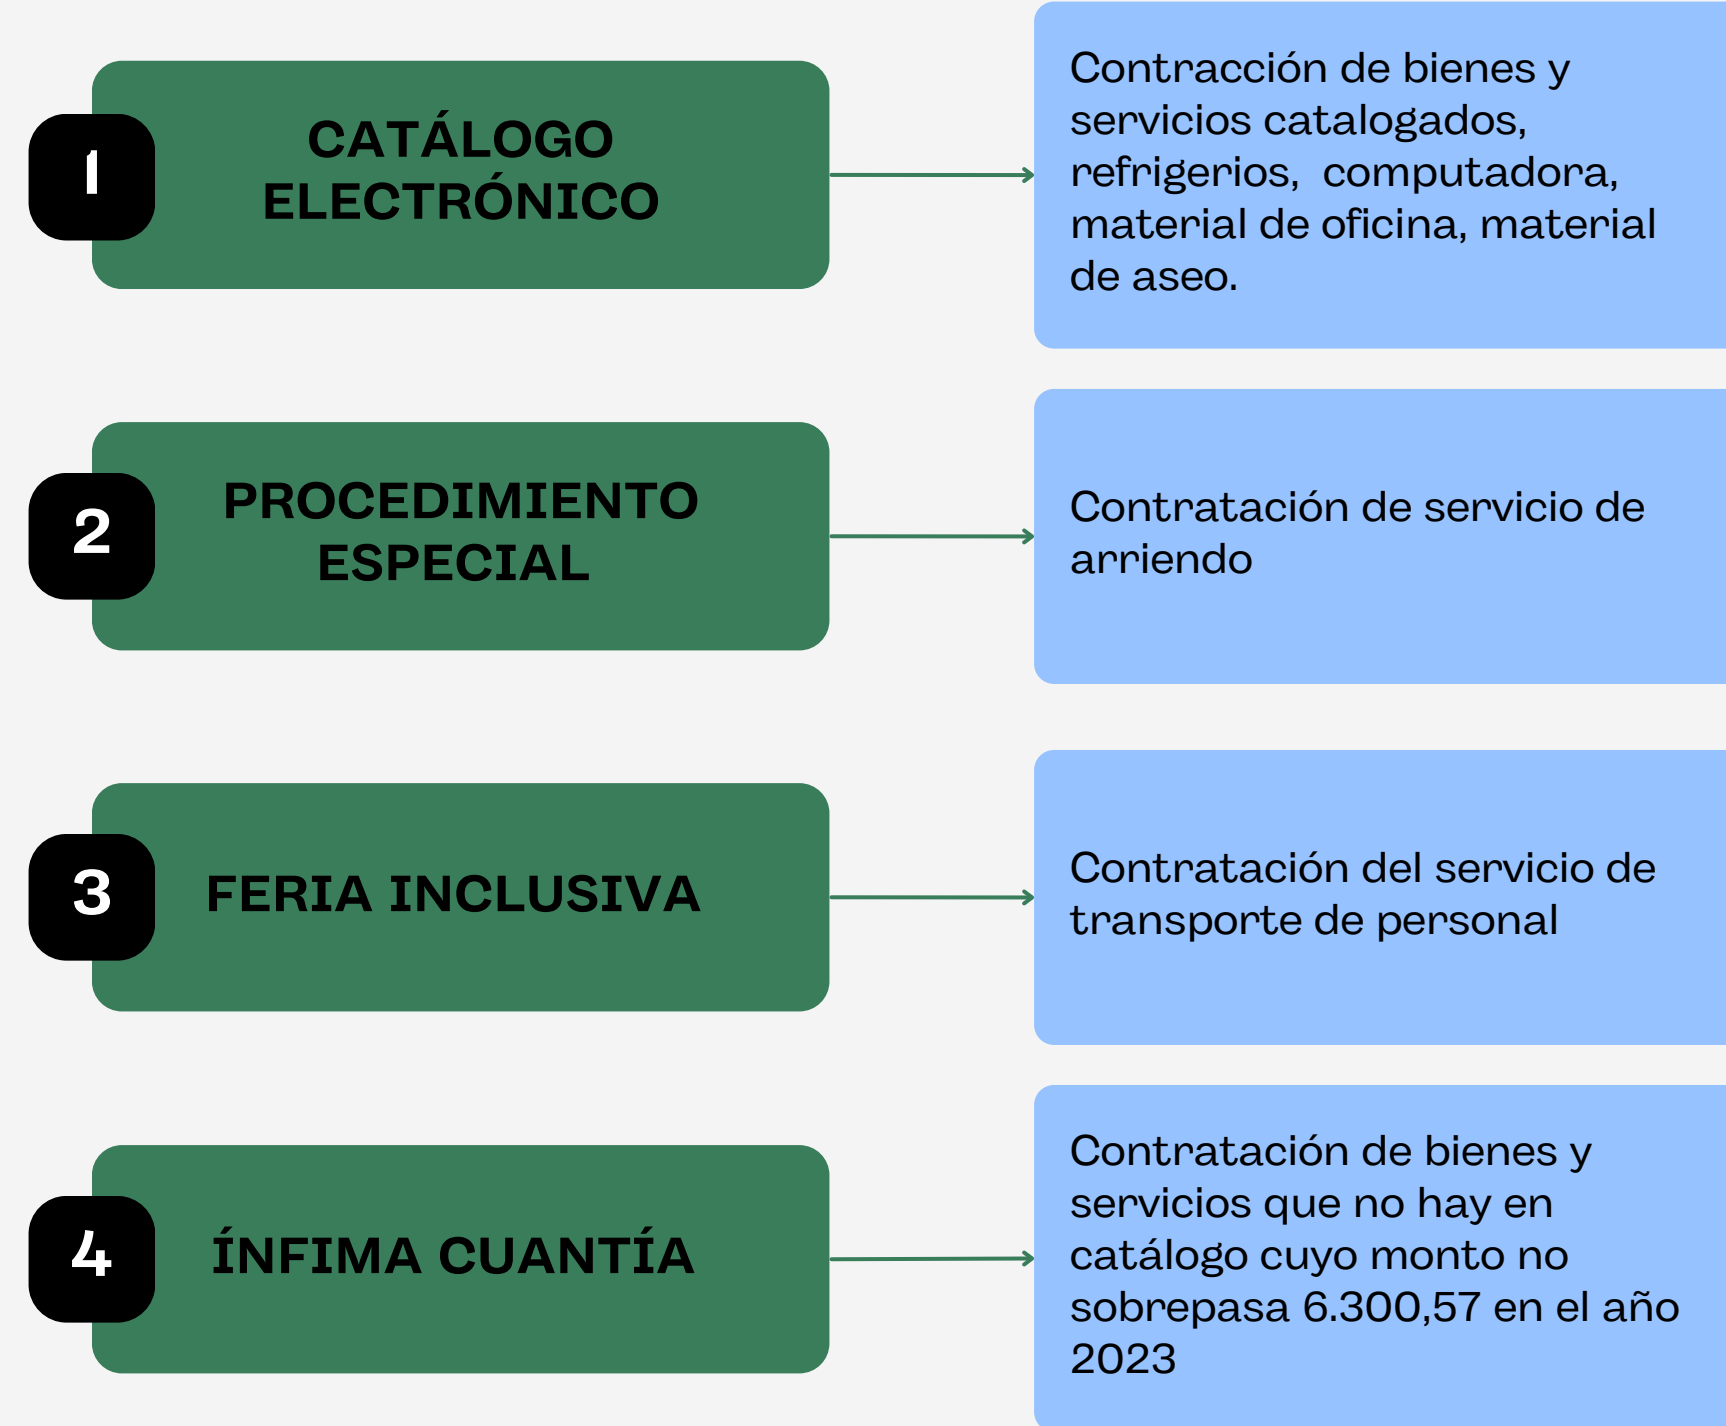 1
CATÁLOGO
ELECTRÓNICO
Contracción de bienes y
servicios catalogados,
refrigerios,  computadora,
material de oficina, material
de aseo.
2
PROCEDIMIENTO
ESPECIAL
Contratación de servicio de
arriendo
3
FERIA INCLUSIVA
Contratación del servicio de
transporte de personal
4
ÍNFIMA CUANTÍA
Contratación de bienes y
servicios que no hay en
catálogo cuyo monto no
sobrepasa 6.300,57 en el año
2023